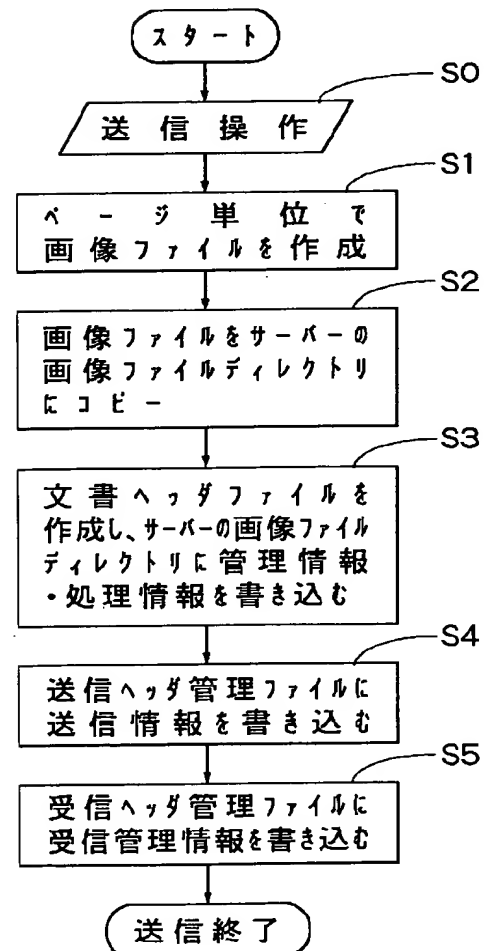 スタート
S0
送信操作
S1
ページ単位で
画像ファイルを作成
S2
画像ファイルをサーバーの
画像ファイルディレクトリ
にコピー
S3
文書ヘッダファイルを
作成し、サーバーの画像ファイル
ディレクトリに管理情報
・処理情報を書き込む
S4
送信ヘッダ管理ファイルに
送信情報を書き込む
S5
受信ヘッダ管理ファイルに
受信管理情報を書き込む
送信終了